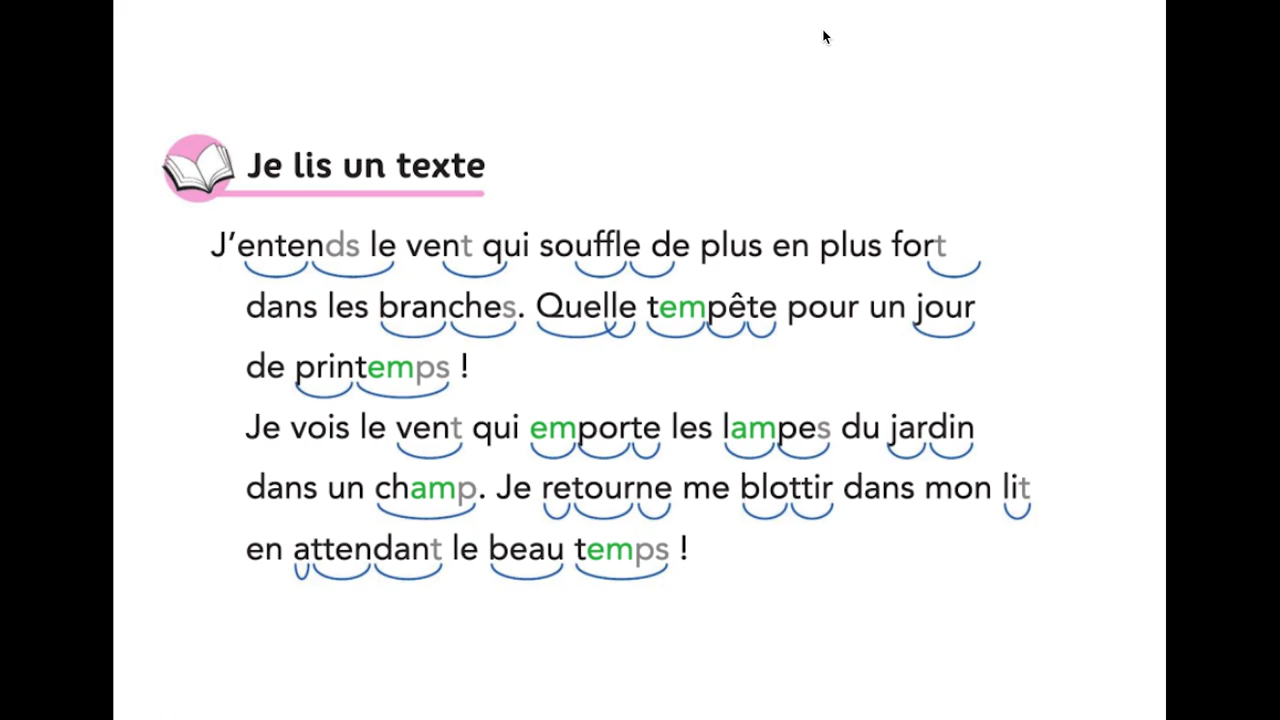 Je lis un texte
J’entends le vent qui souffle de plus en plus fort
dans les branches. Quelle tempête pour un jour
de printemps !
Je vois le vent qui emporte les lampes du jardin
dans un champ. Je retourne me blottir dans mon lit
en attendant le beau temps !